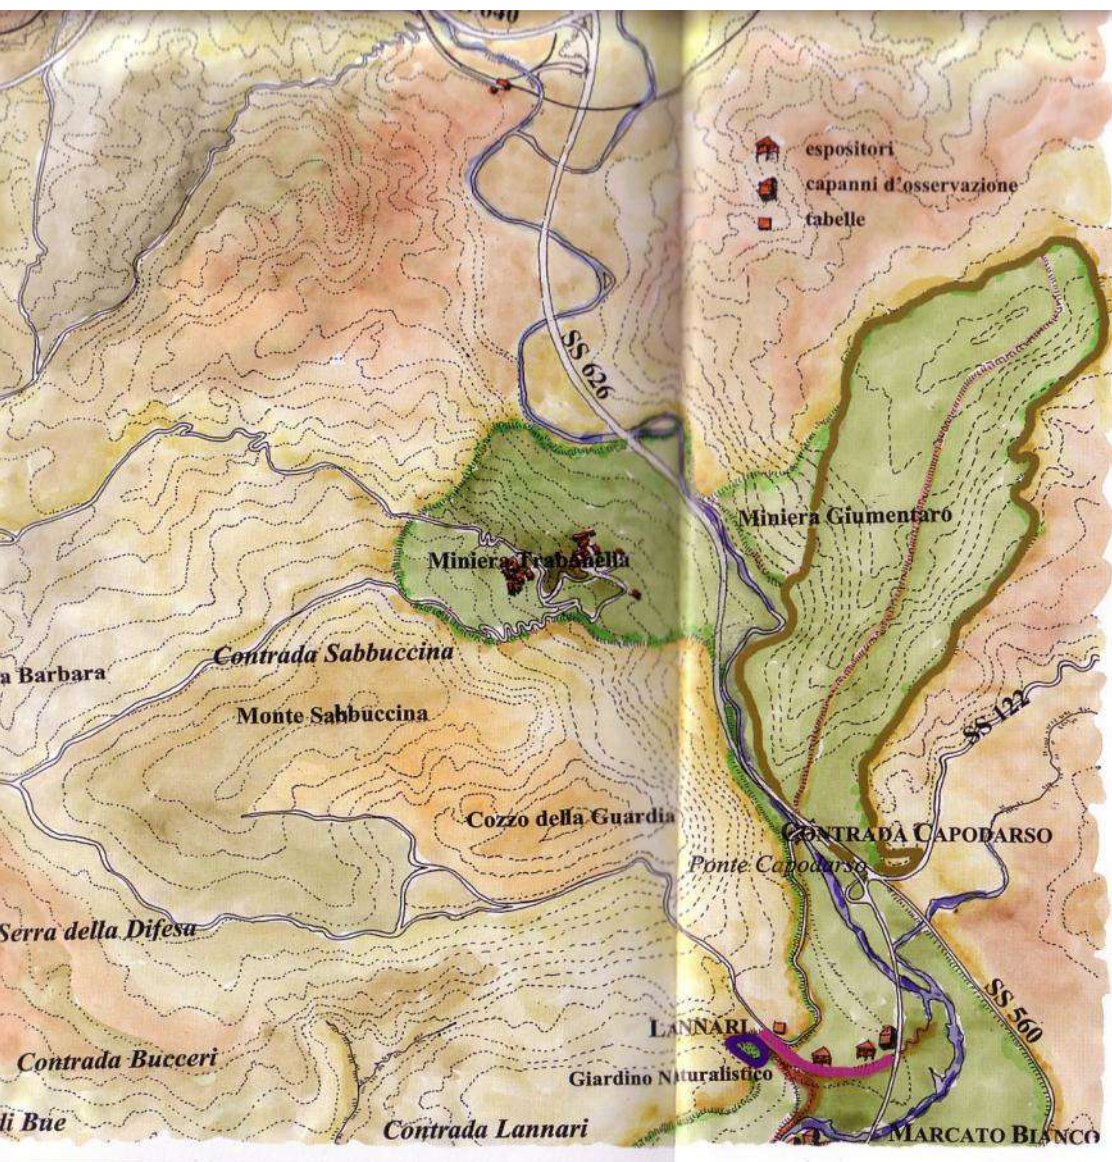 espositori
capanni d'osservazione
tabelle
SS 626
Miniera Giumentaro
Miniera Trabonella
Contrada Sabbuccina
a Barbara
Monte Sabbuccina
SS 122
Cozzo della Guardia
CONTRADA CAPODARSO
Ponte Capodarso
Serra della Difesa
SS 560
LANNARI
Contrada Bucceri
Giardino Naturalistico
li Bue
Contrada Lannari
MARCATO BIANCO